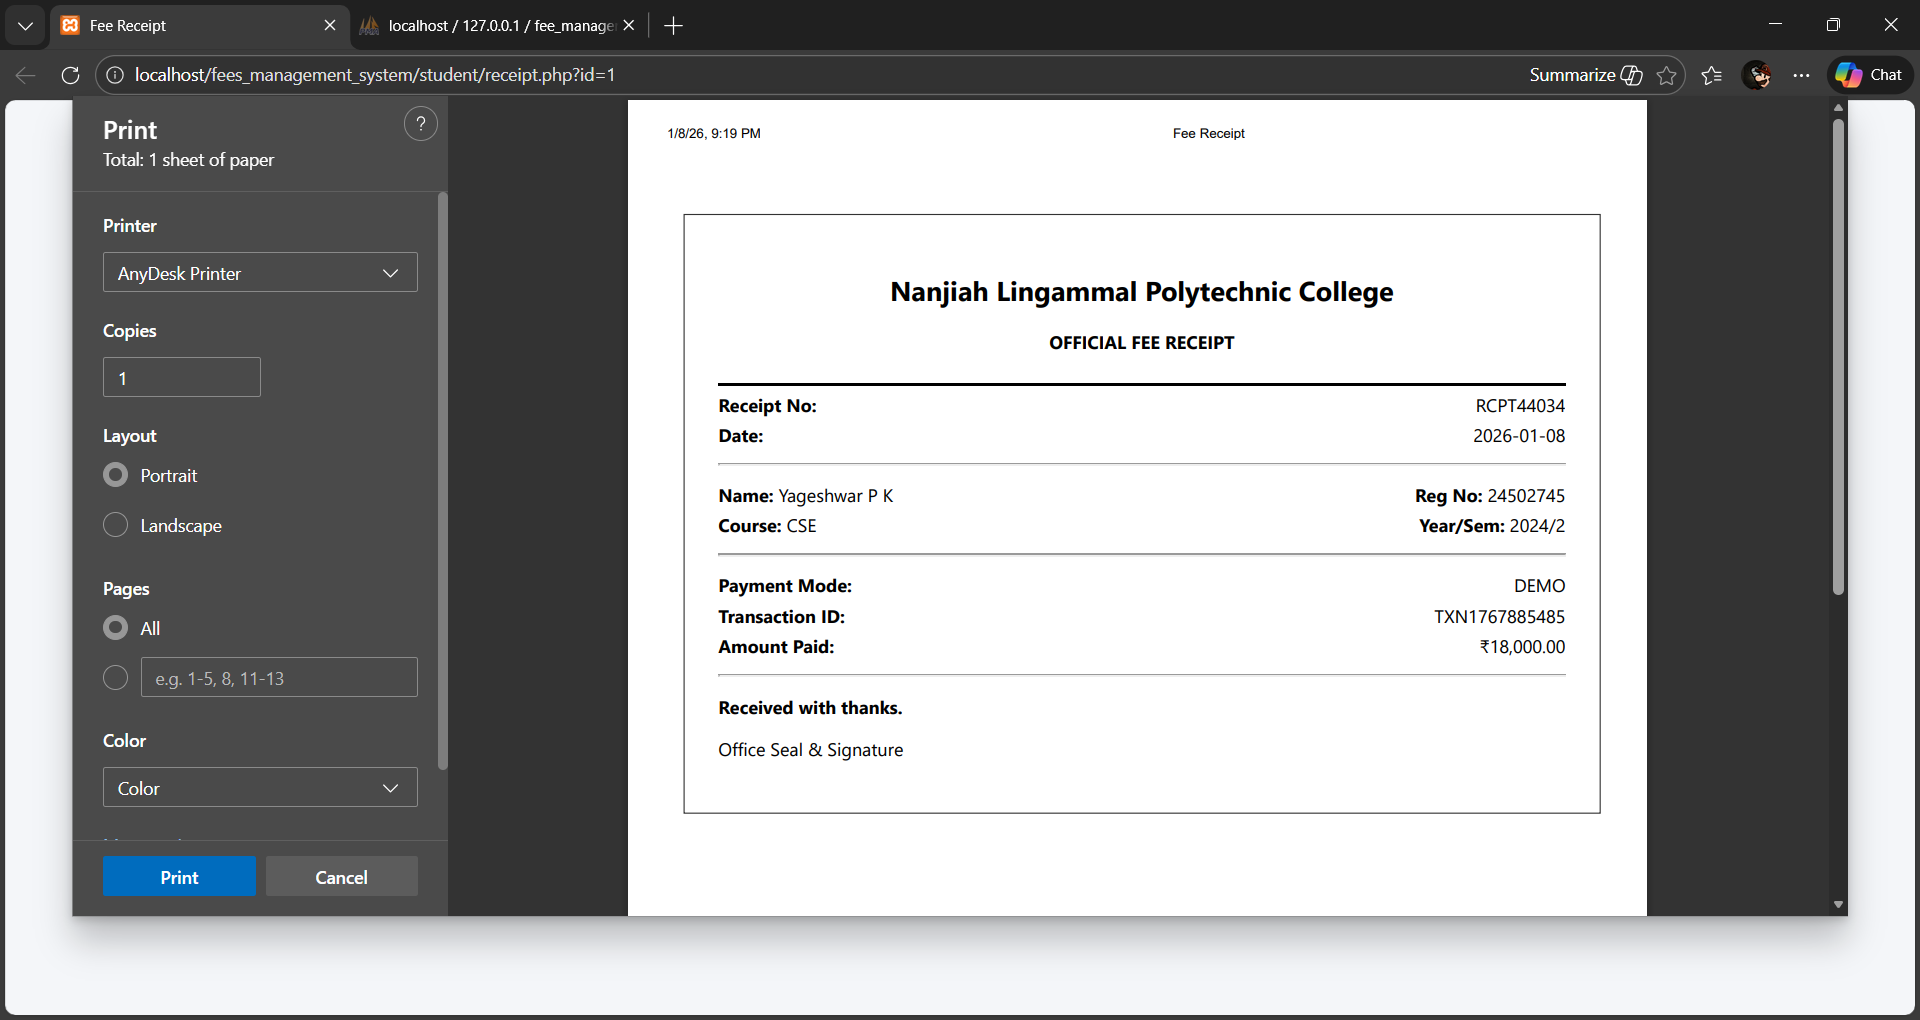 Fee Receipt
localhost / 127.0.0.1 / fee_manage
localhost/fees_management_system/student/receipt.php?id=1
Summarize
Chat
Print
?
Total: 1 sheet of paper
Printer
AnyDesk Printer
Copies
1
Layout
Portrait
Landscape
Pages
All
e.g. 1-5, 8, 11-13
Color
Color
Print
Cancel
1/8/26, 9:19 PM
Fee Receipt
Nanjiah Lingammal Polytechnic College
OFFICIAL FEE RECEIPT
Receipt No: RCPT44034
Date: 2026-01-08
Name: Yageshwar P K Reg No: 24502745
Course: CSE Year/Sem: 2024/2
Payment Mode: DEMO
Transaction ID: TXN1767885485
Amount Paid: ₹18,000.00
Received with thanks.
Office Seal & Signature